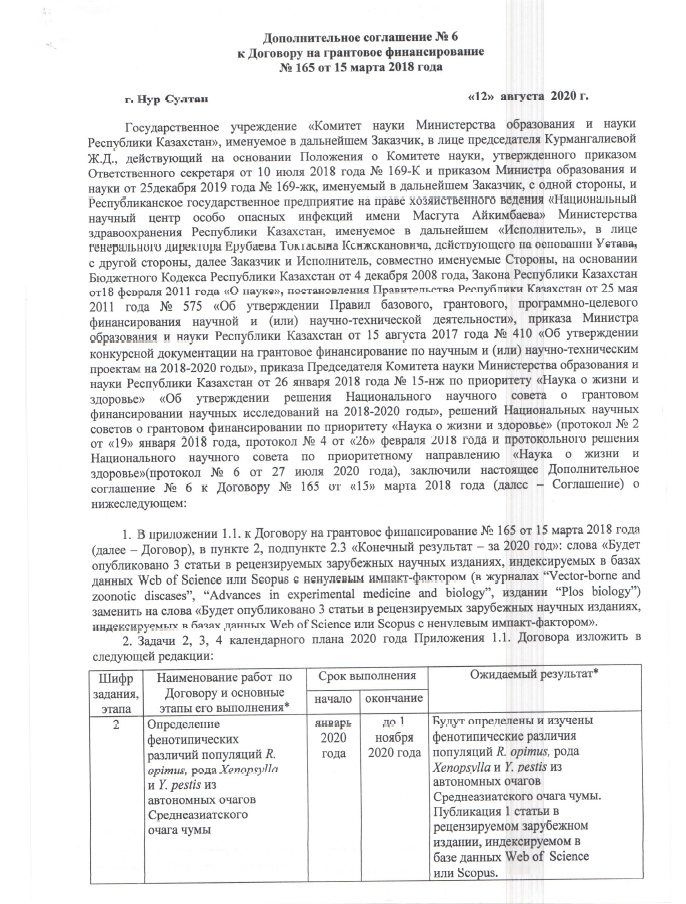 Дополнительное соглашение № 6
к Договору на грантовое финансирование
№ 165 от 15 марта 2018 года
г. Нур Султан «12» августа 2020 г.
Государственное учреждение «Комитет науки Министерства образования и науки
Республики Казахстан», именуемое в дальнейшем Заказчик, в лице председателя Курмангалиевой
Ж.Д., действующий на основании Положения о Комитете науки, утвержденного приказом
Ответственного секретаря от 10 июля 2018 года № 169-К и приказом Министра образования и
науки от 25декабря 2019 года № 169-жк, именуемый в дальнейшем Заказчик, с одной стороны, и
Республиканское государственное предприятие на праве хозяйственного ведения «Национальный
научный центр особо опасных инфекций имени Масгута Айкимбаева» Министерства
здравоохранения Республики Казахстан, именуемое в дальнейшем «Исполнитель», в лице
генерального директора Ерубаева Токтасына Кенжекановича, действующего на основании Устава,
с другой стороны, далее Заказчик и Исполнитель, совместно именуемые Стороны, на основании
Бюджетного Кодекса Республики Казахстан от 4 декабря 2008 года, Закона Республики Казахстан
от18 февраля 2011 года «О науке», постановления Правительства Республики Казахстан от 25 мая
2011 года № 575 «Об утверждении Правил базового, грантового, программно-целевого
финансирования научной и (или) научно-технической деятельности», приказа Министра
образования и науки Республики Казахстан от 15 августа 2017 года № 410 «Об утверждении
конкурсной документации на грантовое финансирование по научным и (или) научно-техническим
проектам на 2018-2020 годы», приказа Председателя Комитета науки Министерства образования и
науки Республики Казахстан от 26 января 2018 года № 15-нж по приоритету «Наука о жизни и
здоровье» «Об утверждении решения Национального научного совета о грантовом
финансировании научных исследований на 2018-2020 годы», решений Национальных научных
советов о грантовом финансировании по приоритету «Наука о жизни и здоровье» (протокол № 2
от «19» января 2018 года, протокол № 4 от «26» февраля 2018 года и протокольного решения
Национального научного совета по приоритетному направлению «Наука о жизни и
здоровье»(протокол № 6 от 27 июля 2020 года), заключили настоящее Дополнительное
соглашение № 6 к Договору № 165 от «15» марта 2018 года (далее – Соглашение) о
нижеследующем:
1. В приложении 1.1. к Договору на грантовое финансирование № 165 от 15 марта 2018 года
(далее – Договор), в пункте 2, подпункте 2.3 «Конечный результат – за 2020 год»: слова «Будет
опубликовано 3 статьи в рецензируемых зарубежных научных изданиях, индексируемых в базах
данных Web of Science или Scopus с ненулевым импакт-фактором (в журналах “Vector-borne and
zoonotic diseases”, “Advances in experimental medicine and biology”, издании “Plos biology”)
заменить на слова «Будет опубликовано 3 статьи в рецензируемых зарубежных научных изданиях,
индексируемых в базах данных Web of Science или Scopus с ненулевым импакт-фактором».
2. Задачи 2, 3, 4 календарного плана 2020 года Приложения 1.1. Договора изложить в
следующей редакции:
Шифр задания, этапа
Наименование работ по Договору и основные этапы его выполнения*
Срок выполнения
начало
окончание
Ожидаемый результат*
2
Определение
фенотипических
различий популяций R.
opimus, рода Xenopsylla
и Y. pestis из
автономных очагов
Среднеазиатского
очага чумы
январь
2020
года
до 1
ноября
2020 года
Будут определены и изучены
фенотипические различия
популяций R. opimus, рода
Xenopsylla и Y. pestis из
автономных очагов
Среднеазиатского очага чумы.
Публикация 1 статьи в
рецензируемом зарубежном
издании, индексируемом в
базе данных Web of Science
или Scopus.